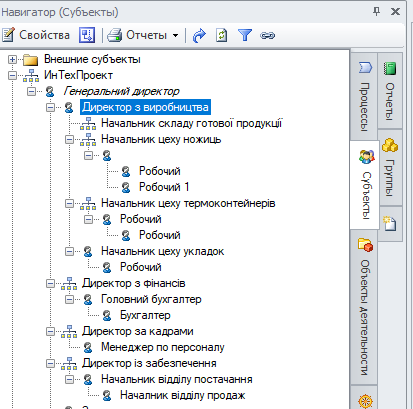 Навигатор (Субъекты)
Свойства Отчеты
Внешние субъекты
ИнТехПроект
Генеральний директор
Директор з виробництва
Начальник складу готової продукції
Начальник цеху ножиць
Робочий
Робочий 1
Начальник цеху термоконтейнерів
Робочий
Робочий
Начальник цеху укладок
Робочий
Директор з фінансів
Головний бухгалтер
Бухгалтер
Директор за кадрами
Менеджер по персоналу
Директор із забезпечення
Начальник відділу постачання
Началник відділу продаж
Процессы
Субъекты
Объекты деятельности
Отчеты
Группы